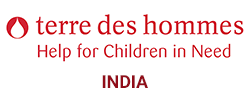 terre des hommes
Help for Children in Need
INDIA